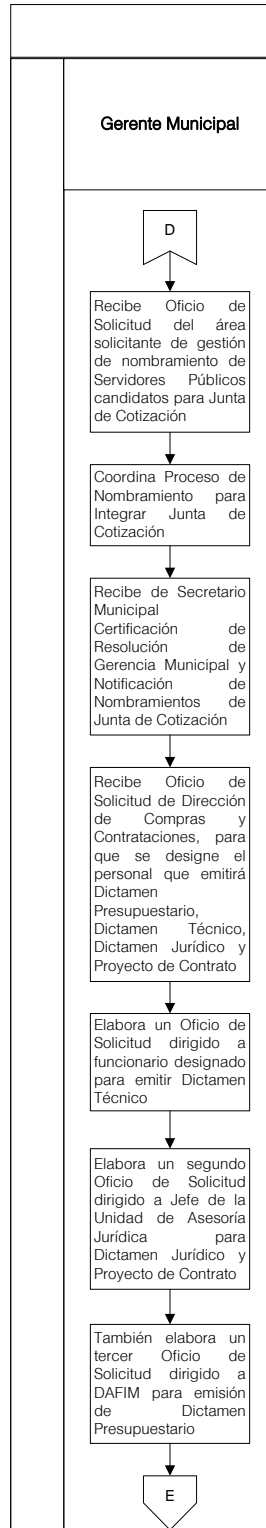 Gerente Municipal
D
Recibe Oficio de
Solicitud del área
solicitante de gestión
de nombramiento de
Servidores Públicos
candidatos para Junta
de Cotización
Coordina Proceso de
Nombramiento para
Integrar Junta de
Cotización
Recibe de Secretario
Municipal
Certificación de
Resolución de
Gerencia Municipal y
Notificación de
Nombramientos de
Junta de Cotización
Recibe Oficio de
Solicitud de Dirección
de Compras y
Contrataciones, para
que se designe el
personal que emitirá
Dictamen
Presupuestario,
Dictamen Técnico,
Dictamen Jurídico y
Proyecto de Contrato
Elabora un Oficio de
Solicitud dirigido a
funcionario designado
para emitir Dictamen
Técnico
Elabora un segundo
Oficio de Solicitud
dirigido a Jefe de la
Unidad de Asesoría
Jurídica para
Dictamen Jurídico y
Proyecto de Contrato
También elabora un
tercer Oficio de
Solicitud dirigido a
DAFIM para emisión
de Dictamen
Presupuestario
E